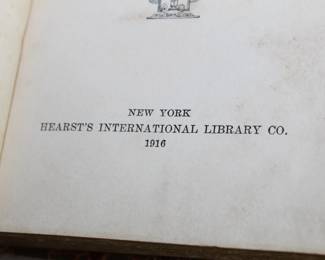 NEW YORK
HEARST'S INTERNATIONAL LIBRARY CO.
1916